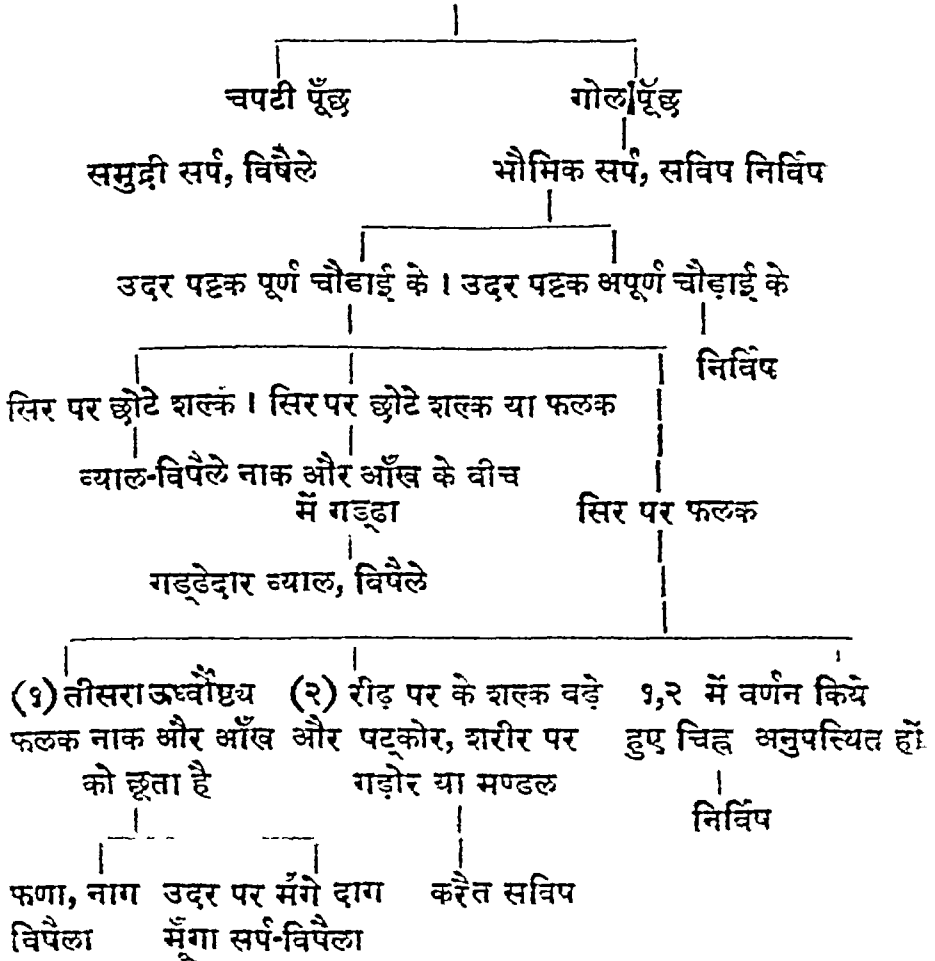 चपटी पूँछ गोल पूँछ
समुद्री सर्प, विषैले भौमिक सर्प, सविप निर्विप
उदर पट्टक पूर्ण चौडाई के । उदर पट्टक अपूर्ण चौड़ाई के
निर्विप
सिर पर छोटे शल्क । सिर पर छोटे शल्क या फलक
व्याल-विपैले नाक और आँख के वीच
में गड्ढा सिर पर फलक
गड्डेदार व्याल, विपैले
(१) तीसरा ऊर्ध्वौष्ठ्य (२) रीढ़ पर के शल्क वड़े १,२ में वर्णन किये
फलक नाक और आँख और पट्कोर, शरीर पर हुए चिह्न अनुपस्थित हों
को छूता है गड़ोर या मण्डल
निर्विप
फणा, नाग उदर पर मँगे दाग करैत सविप
विपैला मूँगा सर्प-विपैला